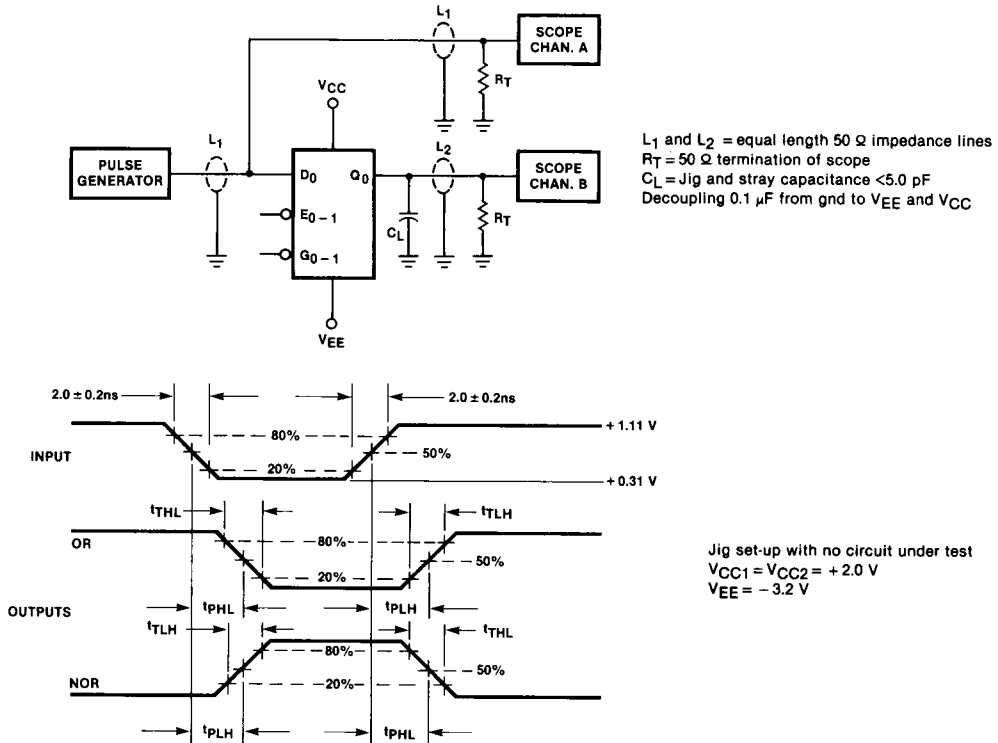 L1
SCOPE
CHAN. A
RT
VCC
L1
L2
PULSE
GENERATOR
D0
Q0
SCOPE
CHAN. B
E0–1
CL
RT
G0–1
VEE
L1 and L2 = equal length 50 Ω impedance lines
RT = 50 Ω termination of scope
CL = Jig and stray capacitance <5.0 pF
Decoupling 0.1 μF from gnd to VEE and VCC
2.0 ± 0.2ns
2.0 ± 0.2ns
+ 1.11 V
80%
INPUT
50%
20%
+ 0.31 V
tTHL
tTLH
OR
80%
50%
20%
Jig set-up with no circuit under test
VCC1 = VCC2 = + 2.0 V
VEE = – 3.2 V
OUTPUTS
tPHL
tPLH
tTLH
tTHL
80%
50%
NOR
20%
tPLH
tPHL